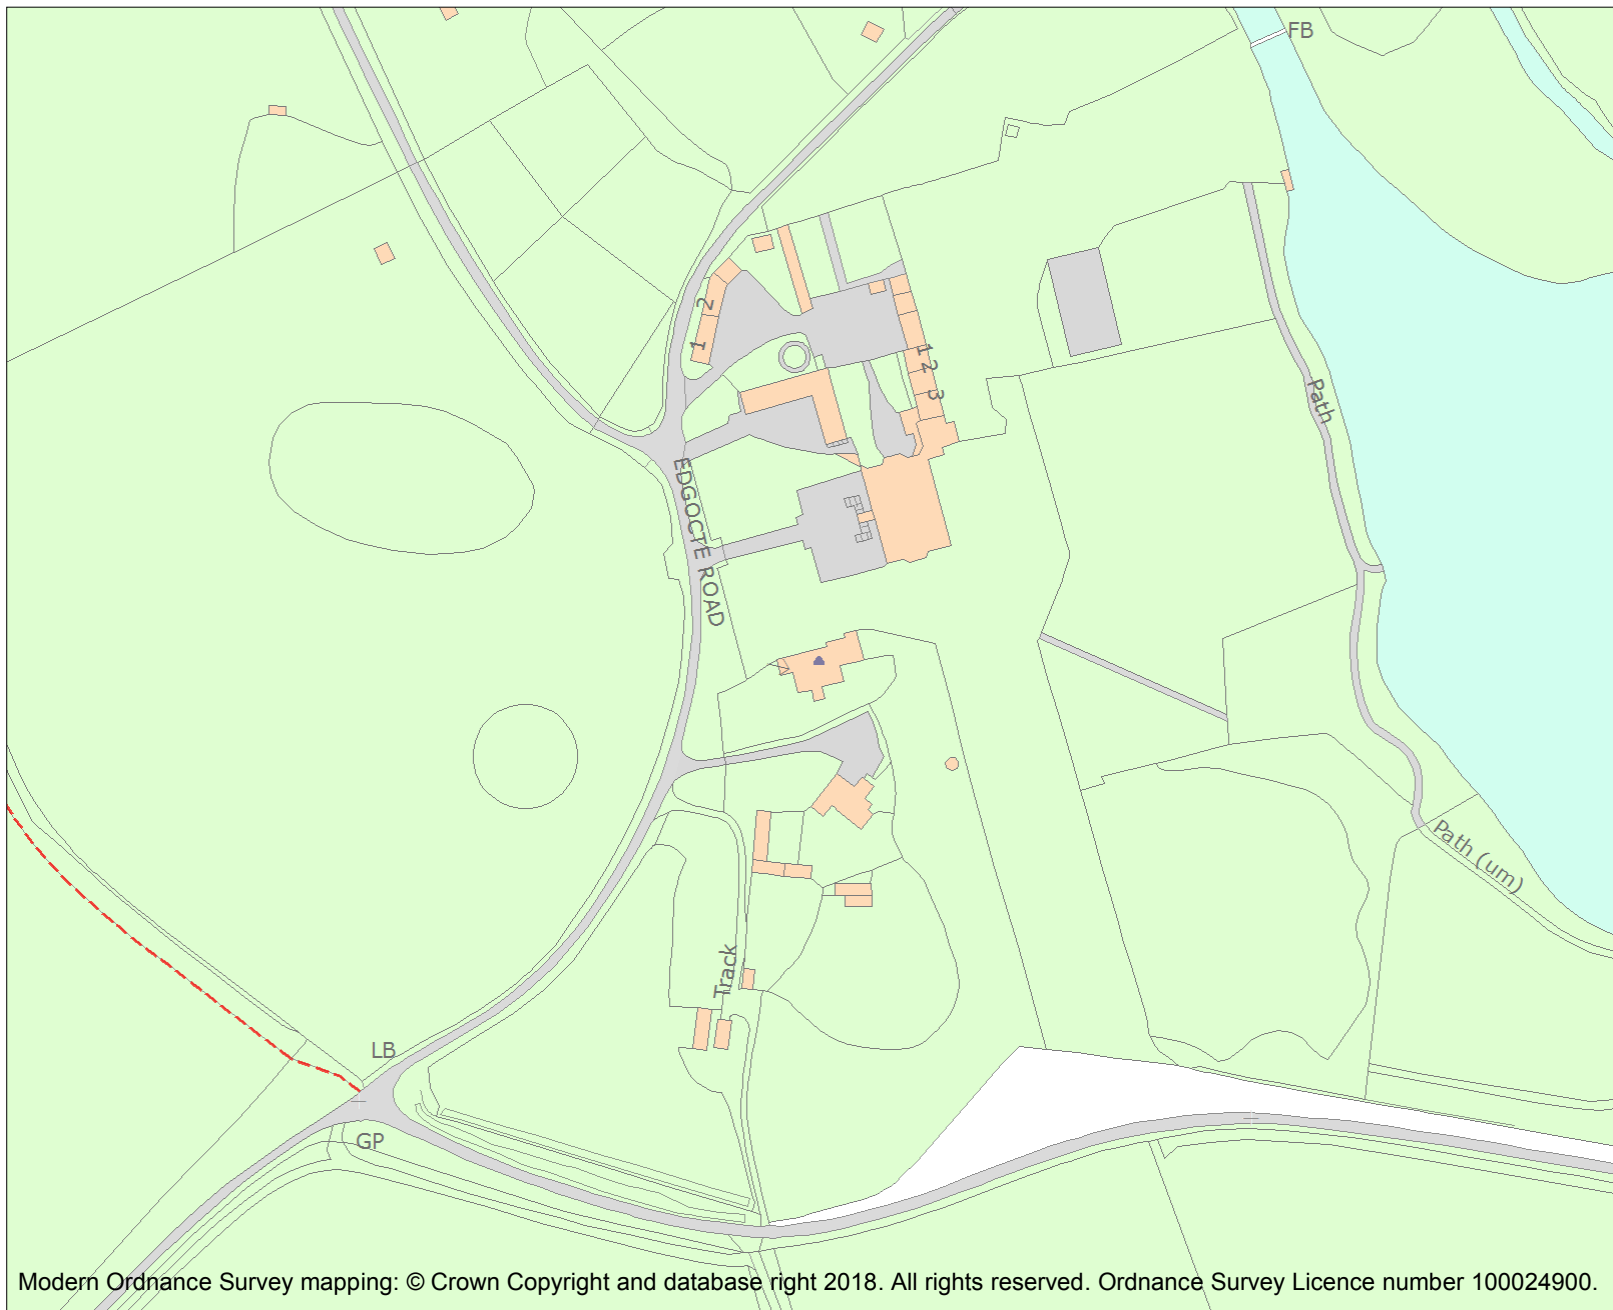 FB
2
1
1
2
3
Path
EDGOCTE ROAD
Path (um)
Track
LB
GP
Modern Ordnance Survey mapping: © Crown Copyright and database right 2018. All rights reserved. Ordnance Survey Licence number 100024900.